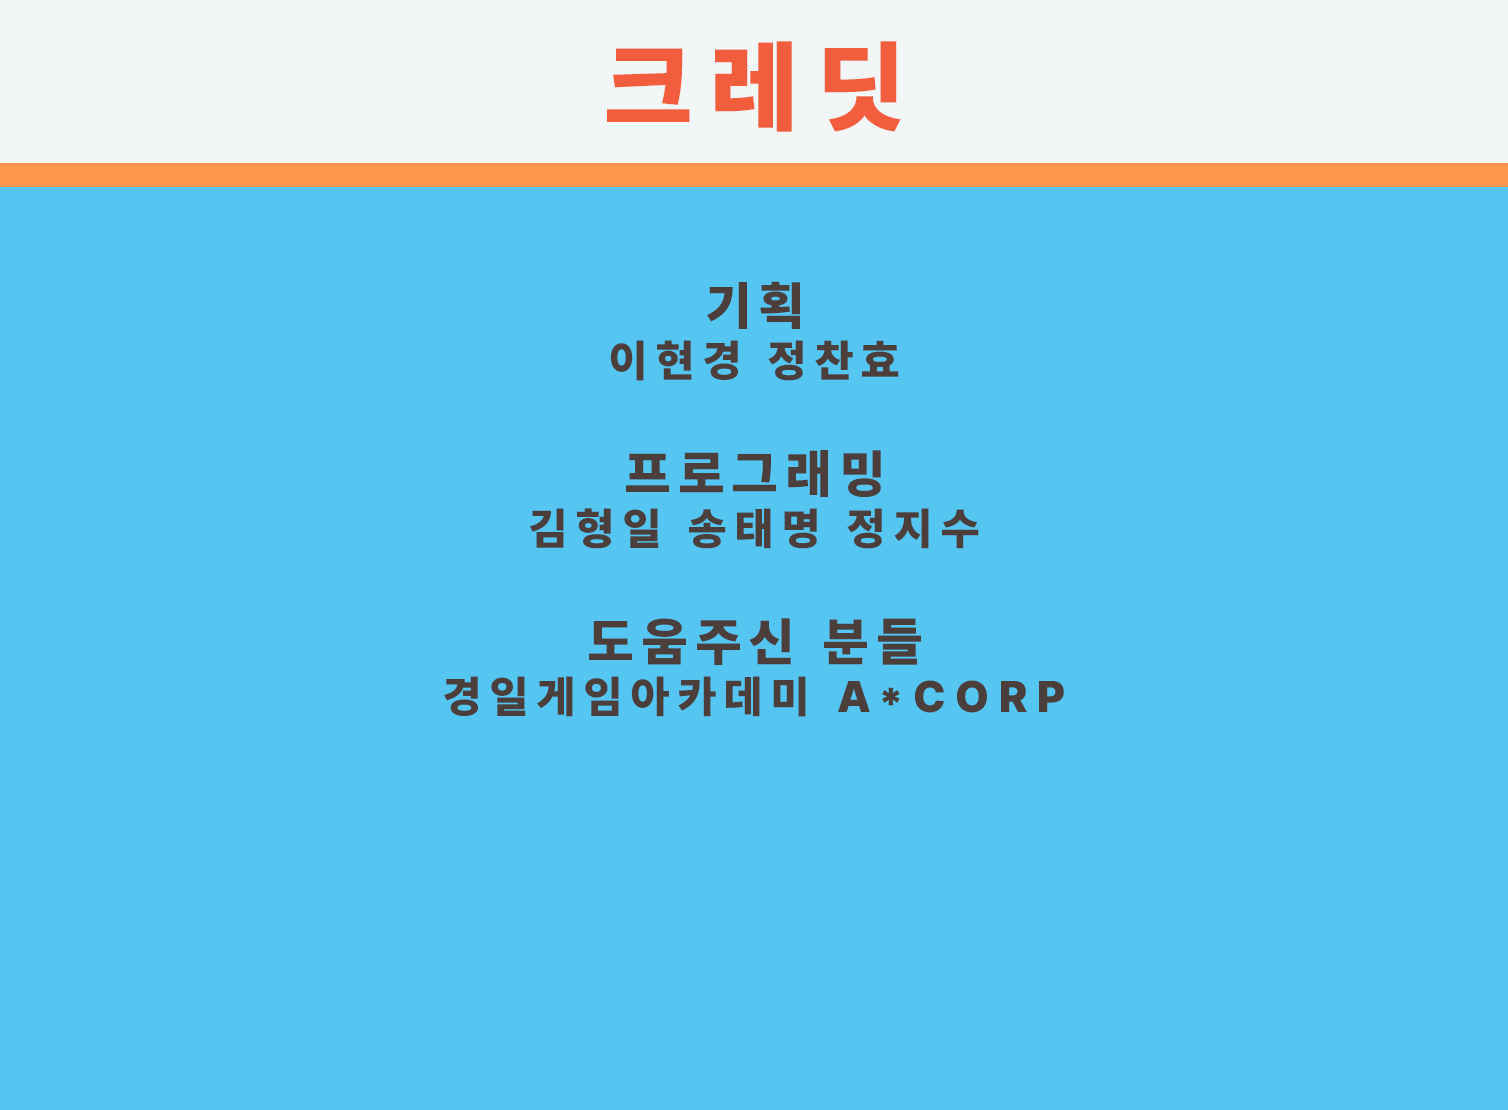 크레딧
기획
이현경 정찬효
프로그래밍
김형일 송태명 정지수
도움주신 분들
경일게임아카데미 A*CORP